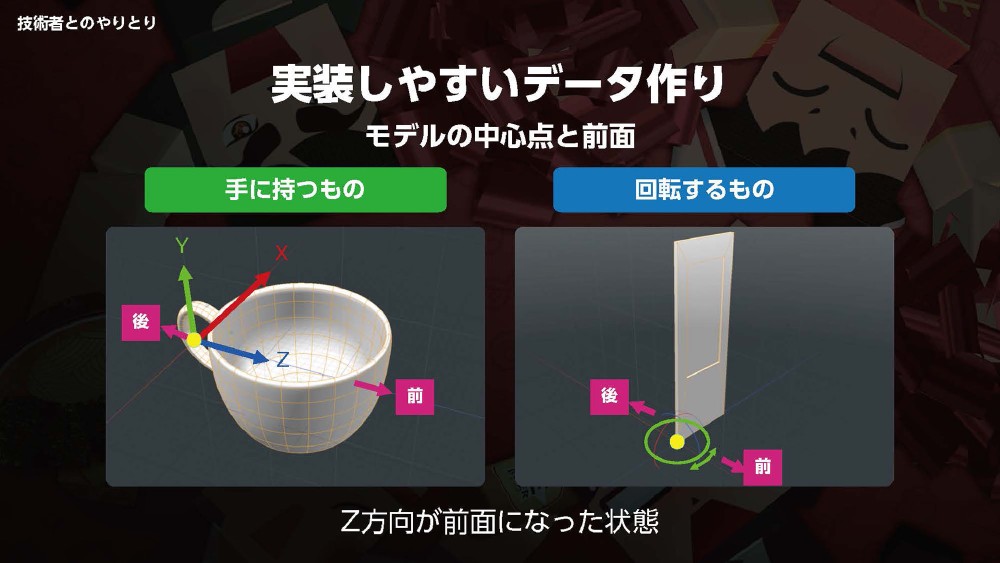 技術者とのやりとり
実装しやすいデータ作り
モデルの中心点と前面
手に持つもの
回転するもの
Y
X
後
Z
前
後
前
Z方向が前面になった状態